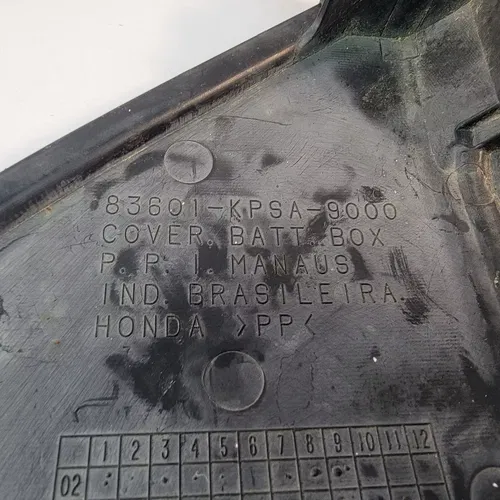 83601-KPSA-9000
COVER, BATT BOX
P. P. I. MANAUS
IND. BRASILEIRA
HONDA >PP<
1 2 3 4 5 6 7 8 9 10 11 12
02